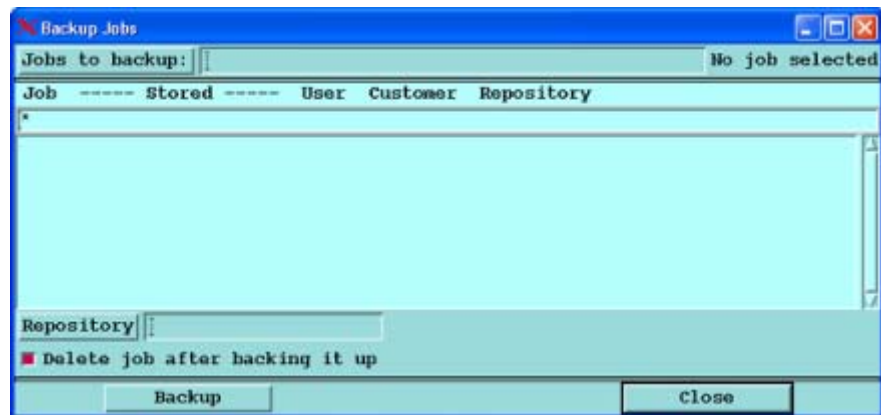 Backup Jobs
Jobs to backup: No job selected
Job ----- Stored ----- User Customer Repository
*
Repository
Delete job after backing it up
Backup Close